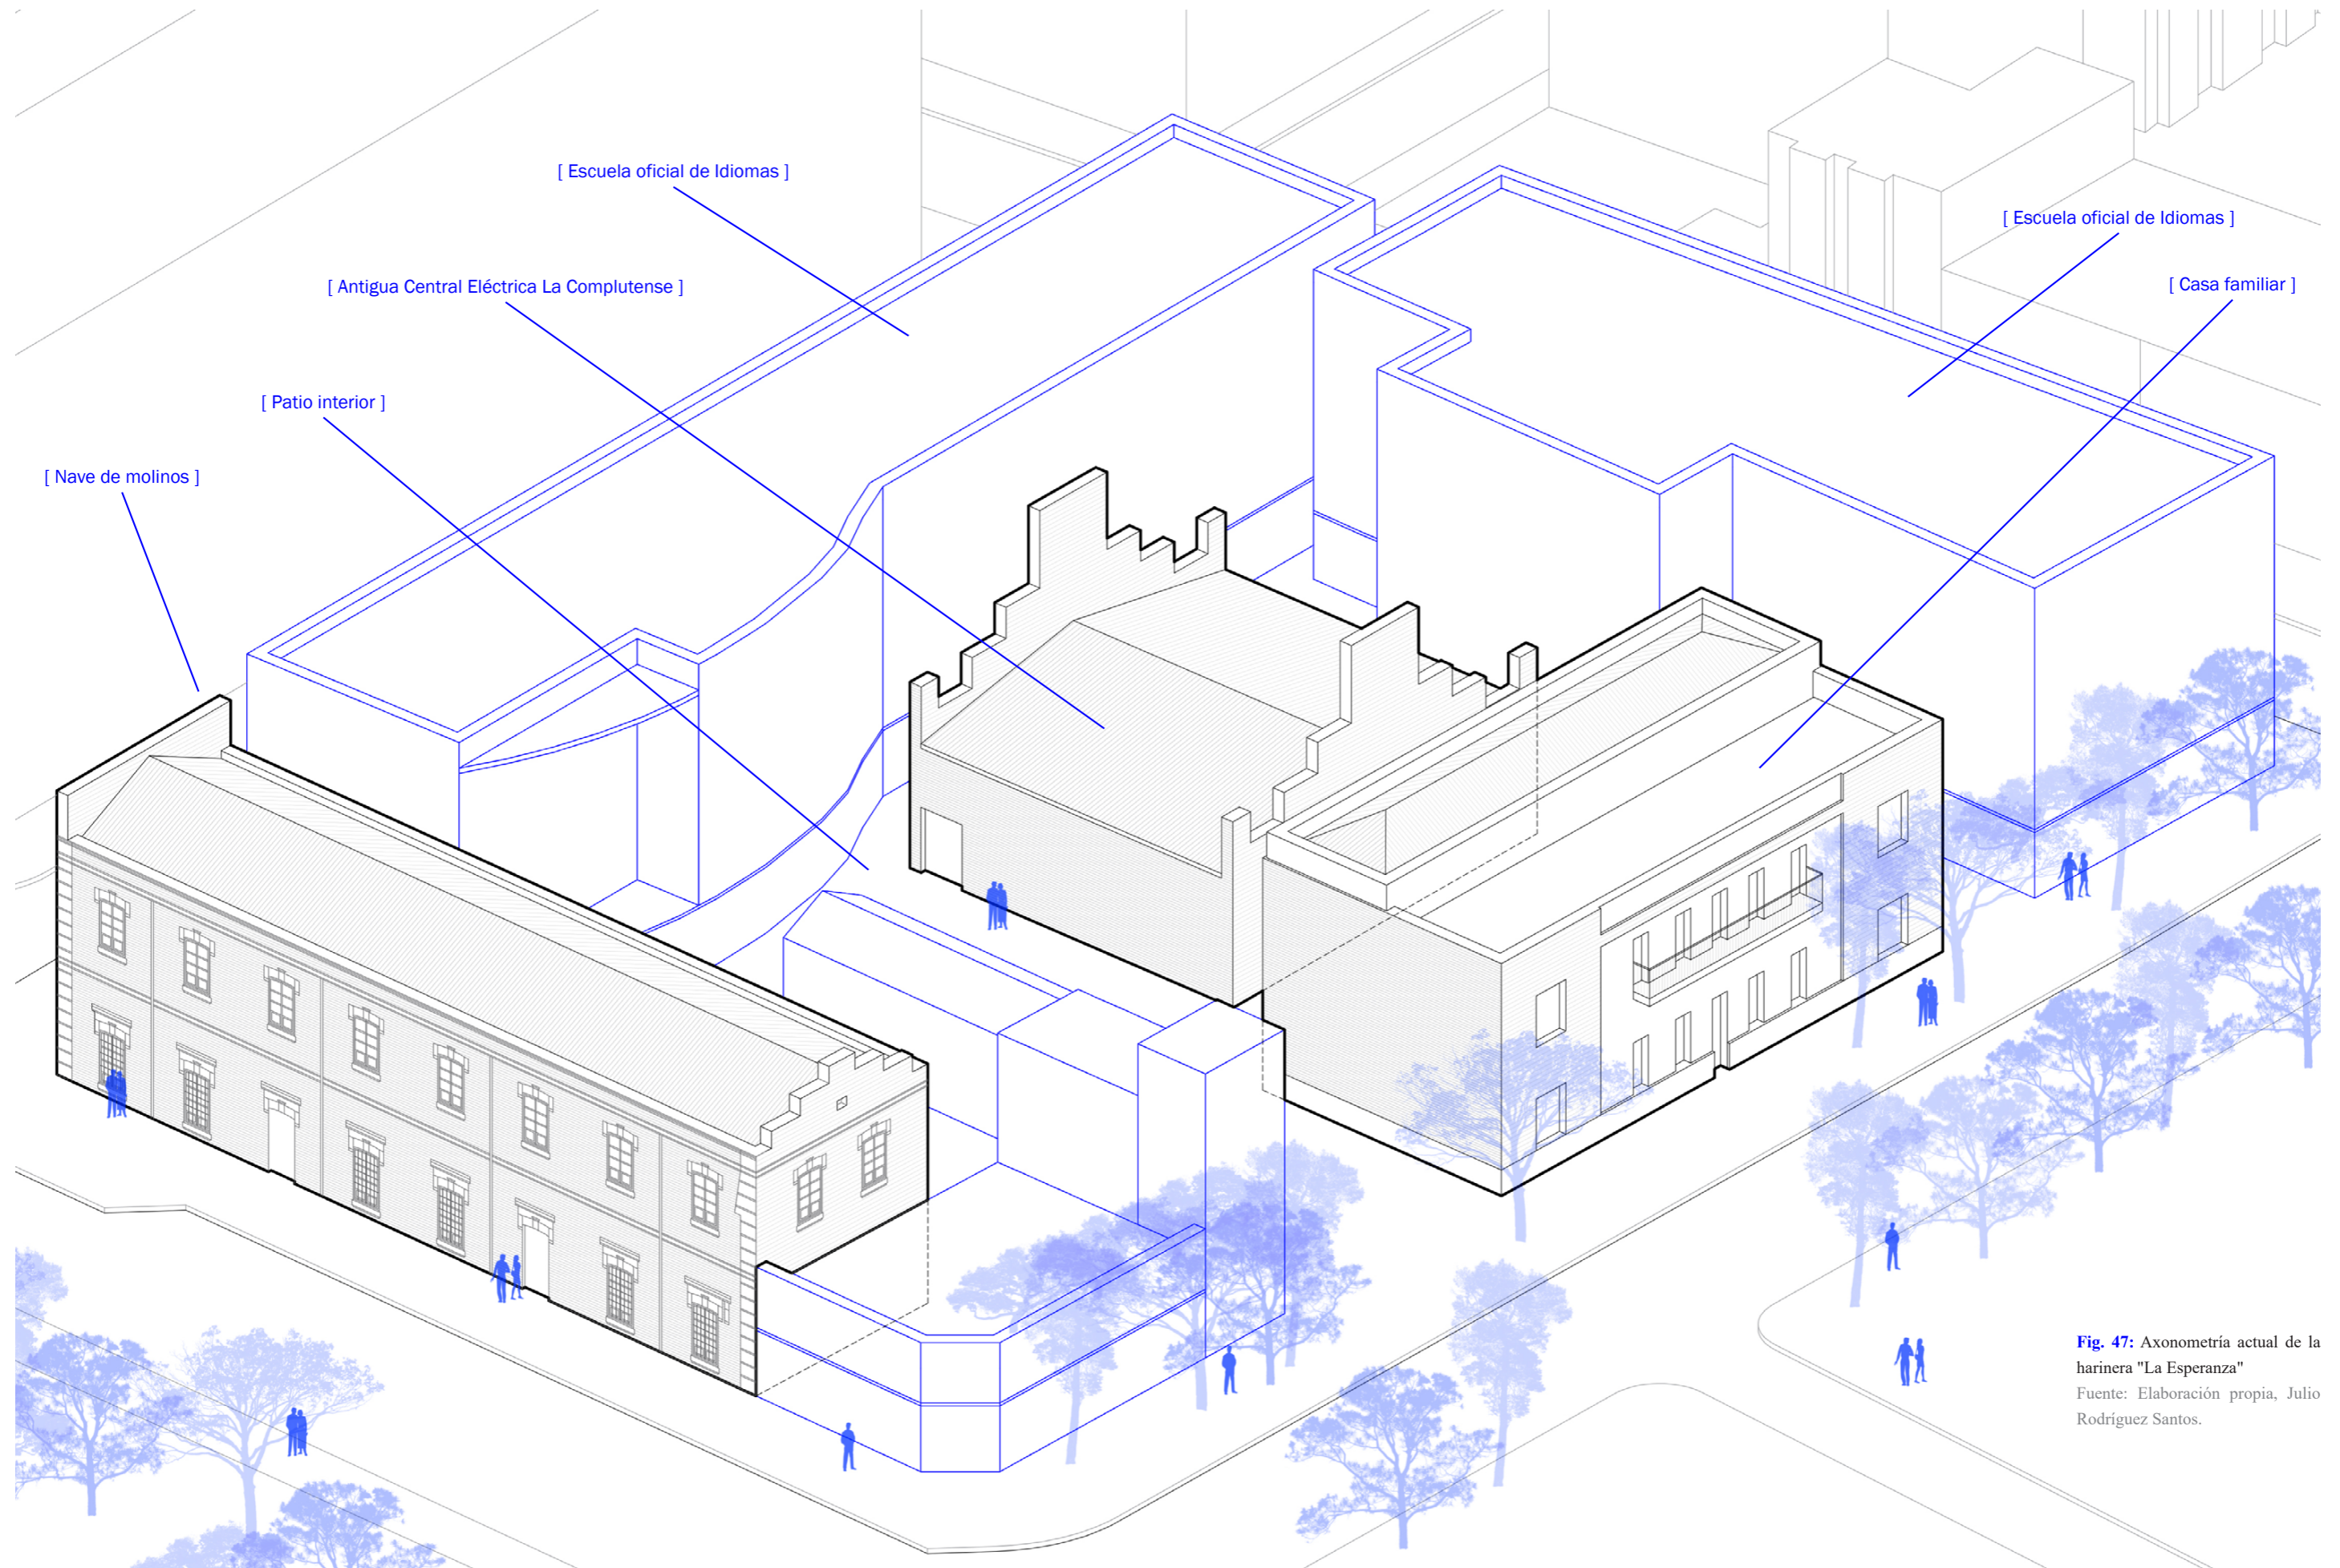 [ Escuela oficial de Idiomas ]
[ Escuela oficial de Idiomas ]
[ Antigua Central Eléctrica La Complutense ]
[ Casa familiar ]
[ Patio interior ]
[ Nave de molinos ]
Fig. 47: Axonometría actual de la
harinera "La Esperanza"
Fuente: Elaboración propia, Julio
Rodríguez Santos.